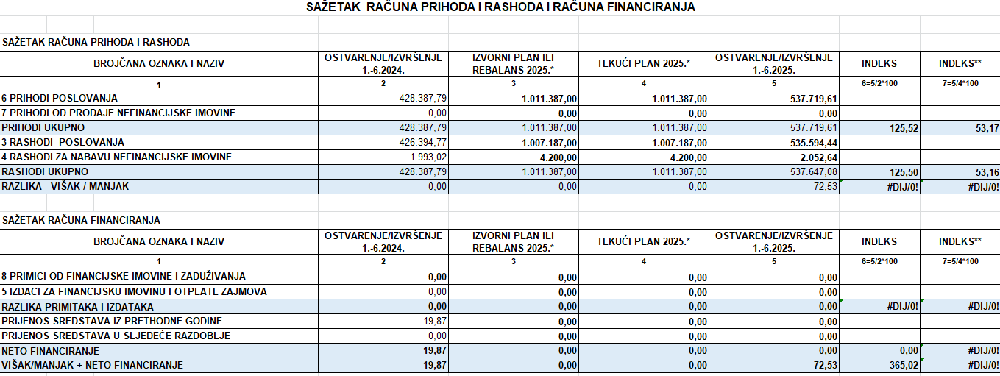 SAŽETAK RAČUNA PRIHODA I RASHODA I RAČUNA FINANCIRANJA
SAŽETAK RAČUNA PRIHODA I RASHODA
BROJČANA OZNAKA I NAZIV OSTVARENJE/IZVRŠENJE 1.-6.2024. IZVORNI PLAN ILI REBALANS 2025.* TEKUĆI PLAN 2025.* OSTVARENJE/IZVRŠENJE 1.-6.2025. INDEKS INDEKS**
1 2 3 4 5 6=5/2*100 7=5/4*100
6 PRIHODI POSLOVANJA 428.387,79 1.011.387,00 1.011.387,00 537.719,61
7 PRIHODI OD PRODAJE NEFINANCIJSKE IMOVINE 0,00 0,00 0,00 0,00
PRIHODI UKUPNO 428.387,79 1.011.387,00 1.011.387,00 537.719,61 125,52 53,17
3 RASHODI POSLOVANJA 426.394,77 1.007.187,00 1.007.187,00 535.594,44
4 RASHODI ZA NABAVU NEFINANCIJSKE IMOVINE 1.993,02 4.200,00 4.200,00 2.052,64
RASHODI UKUPNO 428.387,79 1.011.387,00 1.011.387,00 537.647,08 125,50 53,16
RAZLIKA - VIŠAK / MANJAK 0,00 0,00 0,00 72,53 #DIJ/0! #DIJ/0!
SAŽETAK RAČUNA FINANCIRANJA
BROJČANA OZNAKA I NAZIV OSTVARENJE/IZVRŠENJE 1.-6.2024. IZVORNI PLAN ILI REBALANS 2025.* TEKUĆI PLAN 2025.* OSTVARENJE/IZVRŠENJE 1.-6.2025. INDEKS INDEKS**
1 2 3 4 5 6=5/2*100 7=5/4*100
8 PRIMICI OD FINANCIJSKE IMOVINE I ZADUŽIVANJA 0,00 0,00 0,00 0,00
5 IZDACI ZA FINANCIJSKU IMOVINU I OTPLATE ZAJMOVA 0,00 0,00 0,00 0,00
RAZLIKA PRIMITAKA I IZDATAKA 0,00 0,00 0,00 0,00 #DIJ/0! #DIJ/0!
PRIJENOS SREDSTAVA IZ PRETHODNE GODINE 19,87 0,00 0,00 0,00
PRIJENOS SREDSTAVA U SLJEDEĆE RAZDOBLJE 0,00 0,00 0,00 0,00
NETO FINANCIRANJE 19,87 0,00 0,00 0,00 0,00 #DIJ/0!
VIŠAK/MANJAK + NETO FINANCIRANJE 19,87 0,00 0,00 72,53 365,02 #DIJ/0!